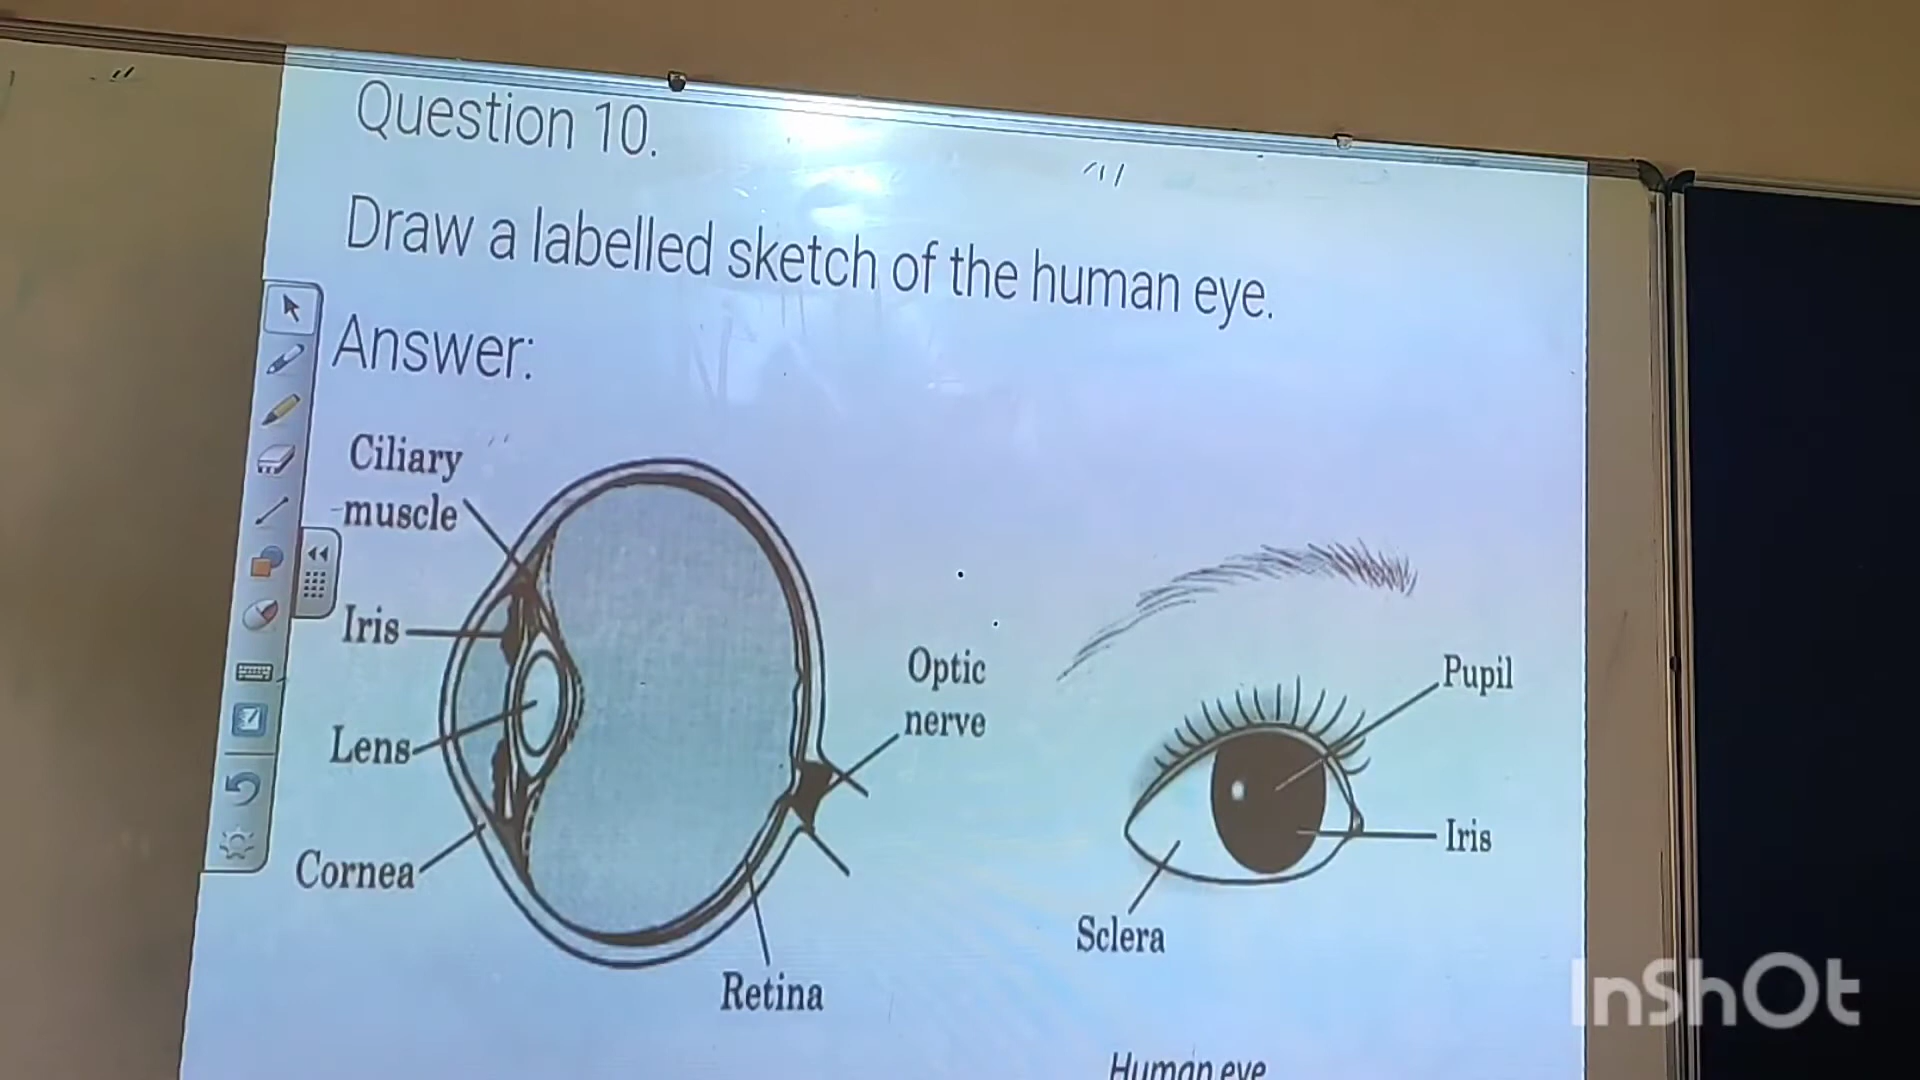 Question 10.
Draw a labelled sketch of the human eye.
Answer:
Ciliary
muscle
Iris
Lens
Cornea
Retina
Optic
nerve
Pupil
Iris
Sclera
Human eye
InShOt